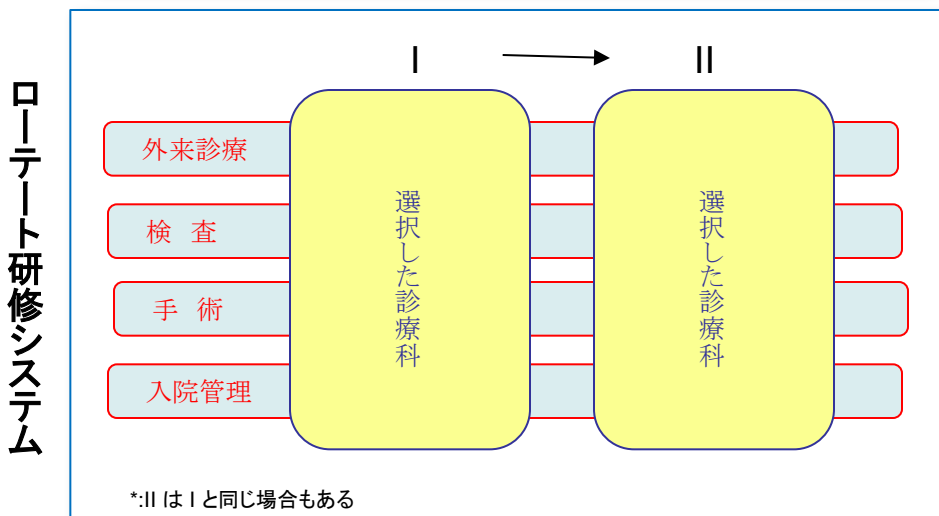 ローテート研修システム
I
II
外来診療
検 査
手 術
入院管理
選択した診療科
選択した診療科
*:II は I と同じ場合もある